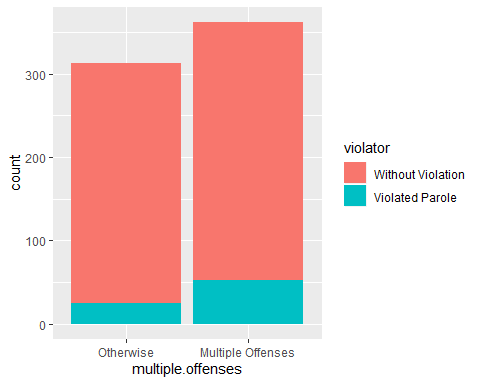 count
300
200
100
0
Otherwise
Multiple Offenses
multiple.offenses
violator
Without Violation
Violated Parole